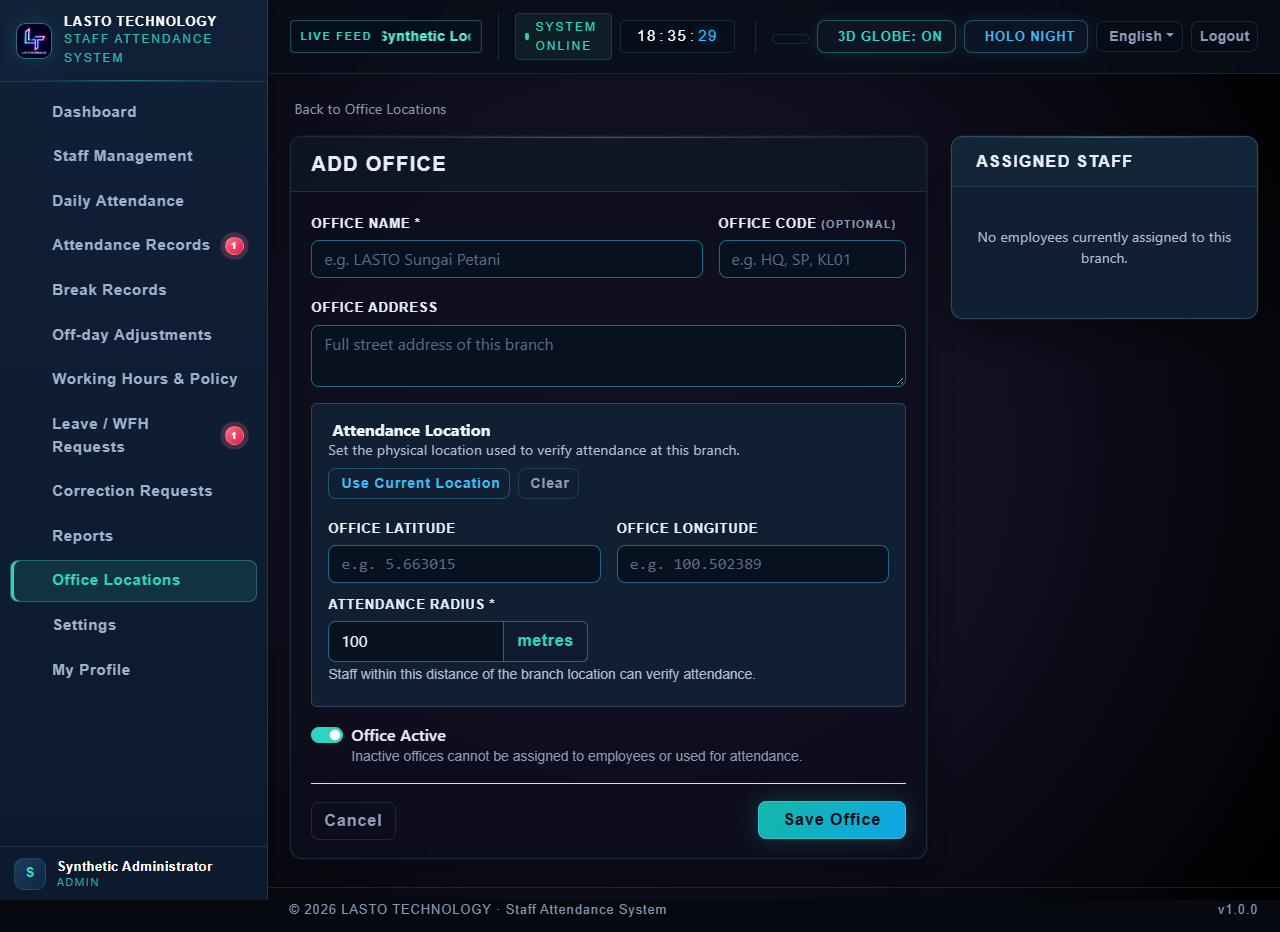 LASTO TECHNOLOGY
STAFF ATTENDANCE
SYSTEM
LIVE FEED
SYSTEM
ONLINE
18:35:29
3D GLOBE: ON
HOLO NIGHT
English
Logout
Dashboard
Staff Management
Daily Attendance
Attendance Records 1
Break Records
Off-day Adjustments
Working Hours & Policy
Leave / WFH
Requests 1
Correction Requests
Reports
Office Locations
Settings
My Profile
S
Synthetic Administrator
ADMIN
Back to Office Locations
ADD OFFICE
OFFICE NAME *
OFFICE CODE (OPTIONAL)
e.g. LASTO Sungai Petani
e.g. HQ, SP, KL01
OFFICE ADDRESS
Full street address of this branch
Attendance Location
Set the physical location used to verify attendance at this branch.
Use Current Location
Clear
OFFICE LATITUDE
OFFICE LONGITUDE
e.g. 5.663015
e.g. 100.502389
ATTENDANCE RADIUS *
100 metres
Staff within this distance of the branch location can verify attendance.
Office Active
Inactive offices cannot be assigned to employees or used for attendance.
Cancel
Save Office
ASSIGNED STAFF
No employees currently assigned to this
branch.
© 2026 LASTO TECHNOLOGY · Staff Attendance System
v1.0.0